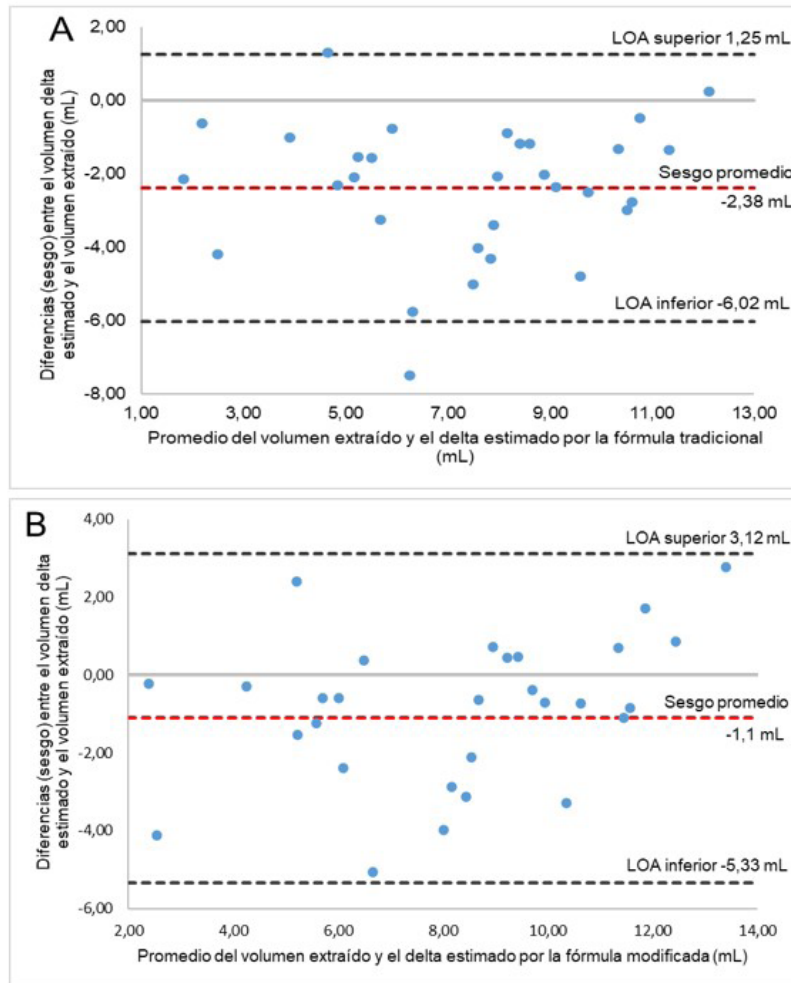 A
2,00
0,00
-2,00
-4,00
-6,00
-8,00
Diferencias (sesgo) entre el volumen delta
estimado y el volumen extraído (mL)
LOA superior 1,25 mL
Sesgo promedio
-2,38 mL
LOA inferior -6,02 mL
1,00 3,00 5,00 7,00 9,00 11,00 13,00
Promedio del volumen extraído y el delta estimado por la fórmula tradicional
(mL)
B
4,00
2,00
0,00
-2,00
-4,00
-6,00
Diferencias (sesgo) entre el volumen delta
estimado y el volumen extraído (mL)
LOA superior 3,12 mL
Sesgo promedio
-1,1 mL
LOA inferior -5,33 mL
2,00 4,00 6,00 8,00 10,00 12,00 14,00
Promedio del volumen extraído y el delta estimado por la fórmula modificada (mL)